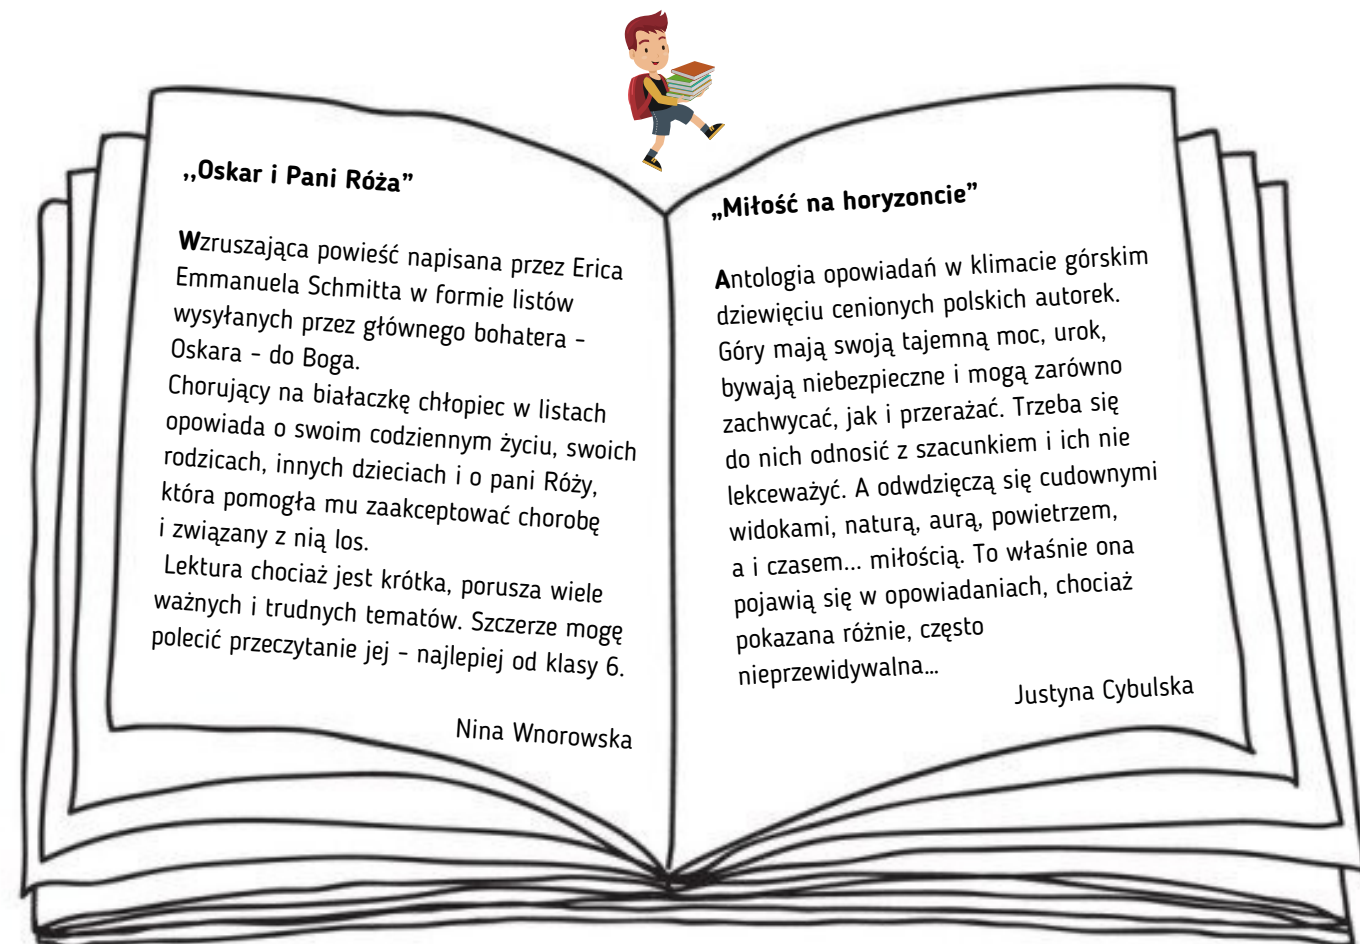 ,,Oskar i Pani Róża”
Wzruszająca powieść napisana przez Erica
Emmanuela Schmitta w formie listów
wysyłanych przez głównego bohatera –
Oskara – do Boga.
Chorujący na białaczkę chłopiec w listach
opowiada o swoim codziennym życiu, swoich
rodzicach, innych dzieciach i o pani Róży,
która pomogła mu zaakceptować chorobę
i związany z nią los.
Lektura chociaż jest krótka, porusza wiele
ważnych i trudnych tematów. Szczerze mogę
polecić przeczytanie jej – najlepiej od klasy 6.
Nina Wnorowska
„Miłość na horyzoncie”
Antologia opowiadań w klimacie górskim
dziewięciu cenionych polskich autorek.
Góry mają swoją tajemną moc, urok,
bywają niebezpieczne i mogą zarówno
zachwycać, jak i przerażać. Trzeba się
do nich odnosić z szacunkiem i ich nie
lekceważyć. A odwdzięczą się cudownymi
widokami, naturą, aurą, powietrzem,
a i czasem... miłością. To właśnie ona
pojawią się w opowiadaniach, chociaż
pokazana różnie, często
nieprzewidywalna...
Justyna Cybulska